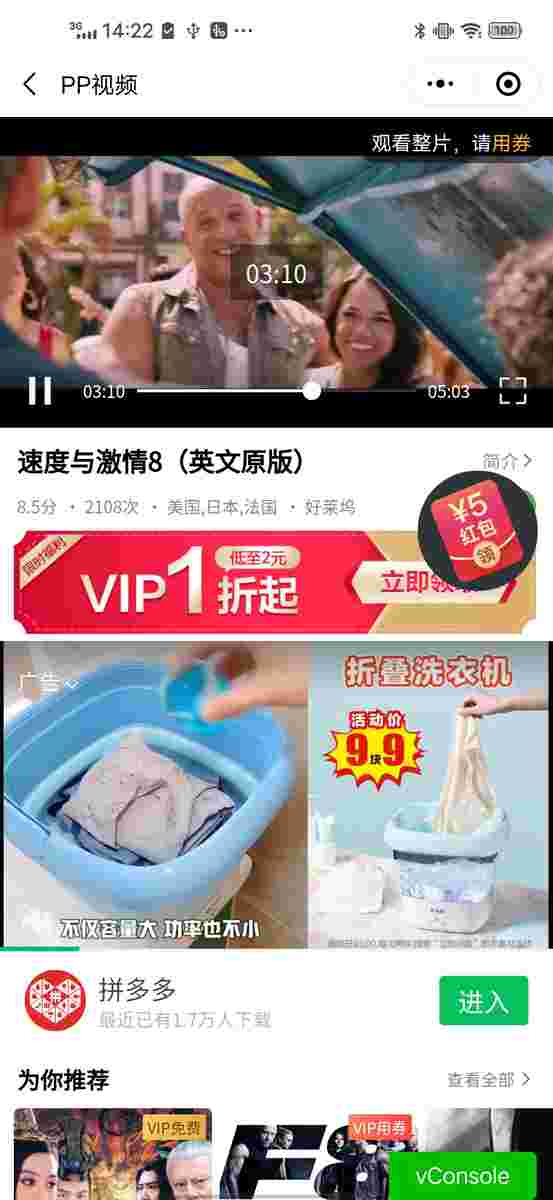 3G 14:22 100
PP视频
观看整片，请用券
03:10
03:10 05:03
速度与激情8（英文原版）
简介
8.5分 · 2108次 · 美国,日本,法国 · 好莱坞
¥5
红包
领
限时福利
VIP1折起
低至2元
立即领
广告
折叠洗衣机
活动价
9块9
不仅容量大 功率也不小
拼多多
最近已有1.7万人下载
进入
为你推荐
查看全部
VIP免费
VIP用券
F8
vConsole